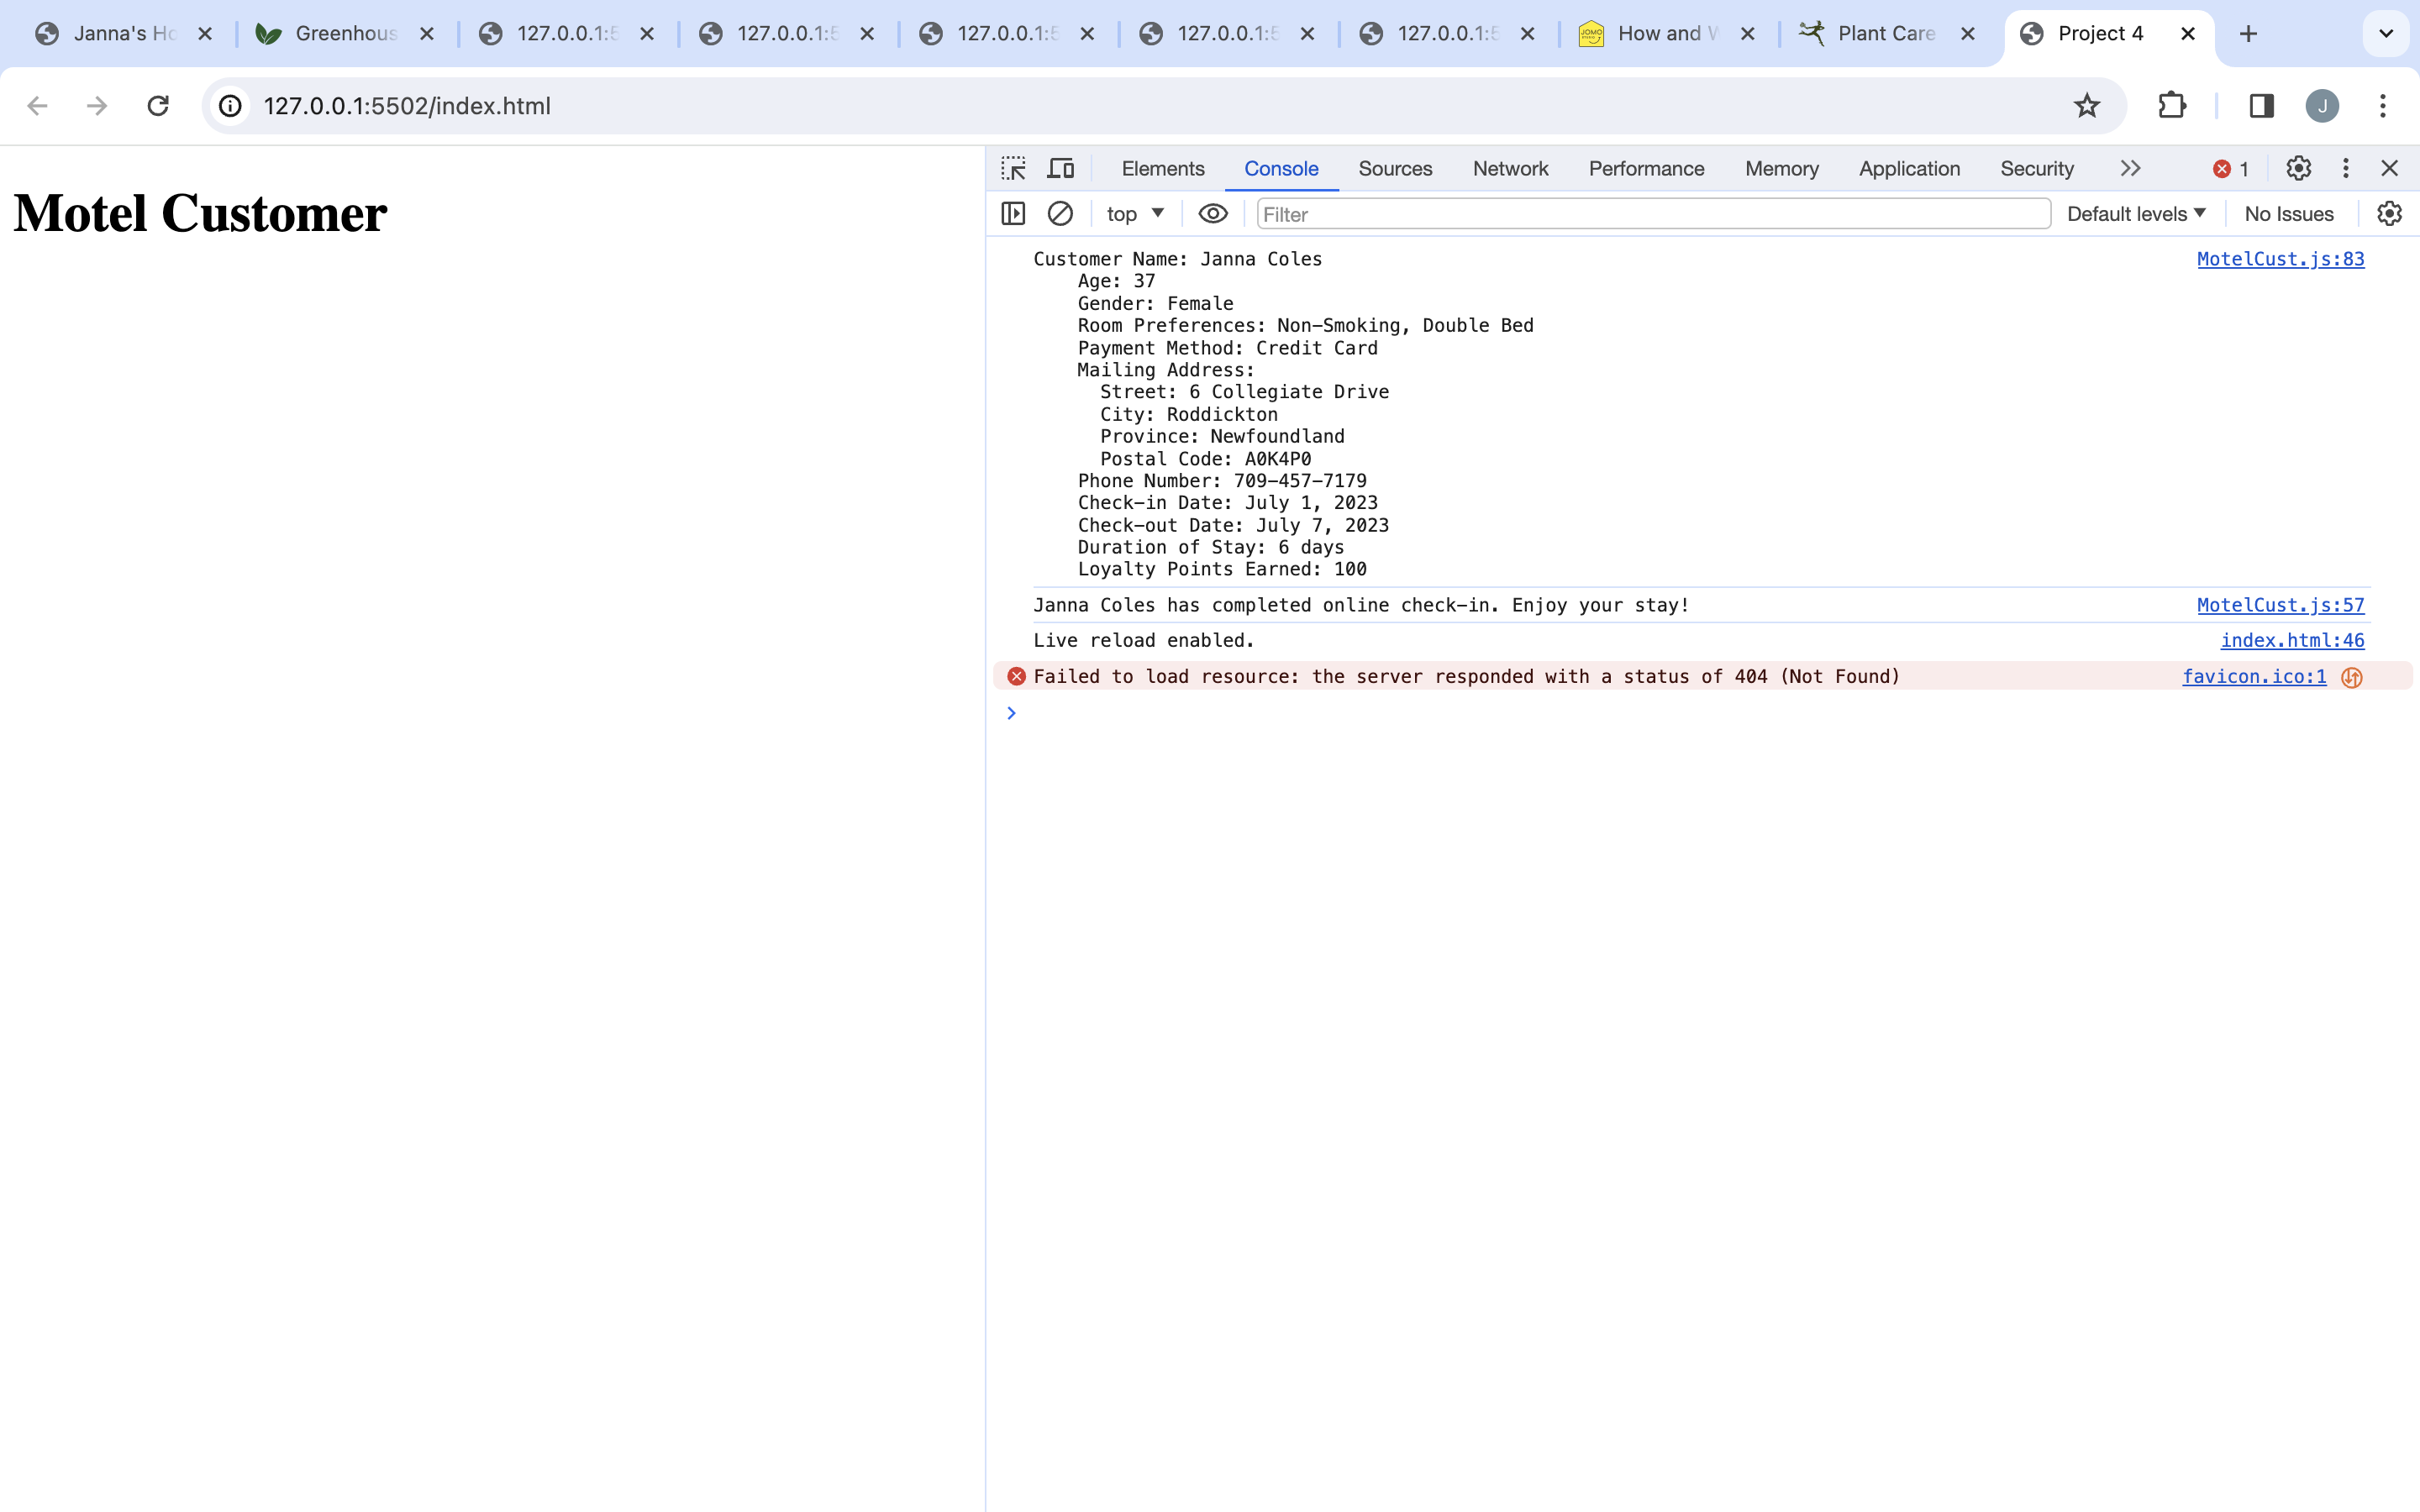 Janna's Ho
Greenhous
127.0.0.1:5
127.0.0.1:5
127.0.0.1:5
127.0.0.1:5
127.0.0.1:5
JOMO
How and W
Plant Care
Project 4
127.0.0.1:5502/index.html
J
Motel Customer
Elements
Console
Sources
Network
Performance
Memory
Application
Security
1
top
Filter
Default levels
No Issues
Customer Name: Janna Coles MotelCust.js:83
Age: 37
Gender: Female
Room Preferences: Non-Smoking, Double Bed
Payment Method: Credit Card
Mailing Address:
Street: 6 Collegiate Drive
City: Roddickton
Province: Newfoundland
Postal Code: A0K4P0
Phone Number: 709-457-7179
Check-in Date: July 1, 2023
Check-out Date: July 7, 2023
Duration of Stay: 6 days
Loyalty Points Earned: 100
Janna Coles has completed online check-in. Enjoy your stay! MotelCust.js:57
Live reload enabled. index.html:46
Failed to load resource: the server responded with a status of 404 (Not Found) favicon.ico:1